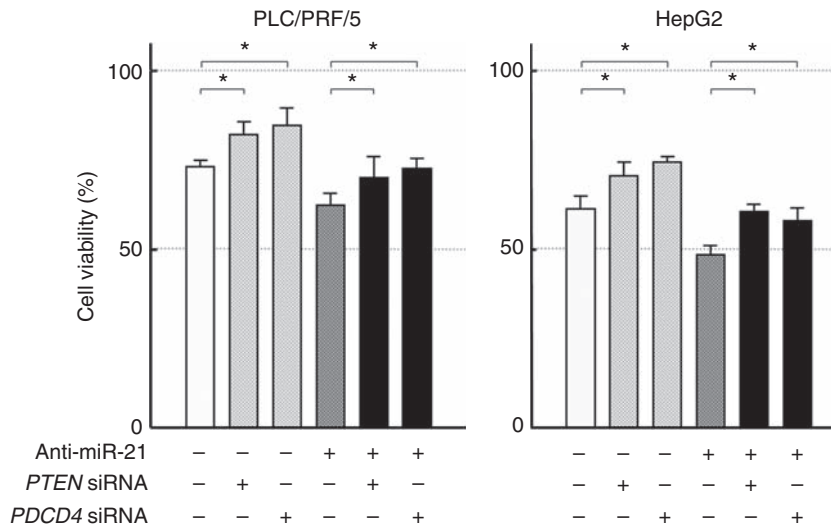 PLC/PRF/5
HepG2
* * * *
* * * *
100 100
50 50
0 0
Cell viability (%)
Anti-miR-21 – – – + + + – – – + + +
PTEN siRNA – + – – + – – + – – + –
PDCD4 siRNA – – + – – + – – + – – +